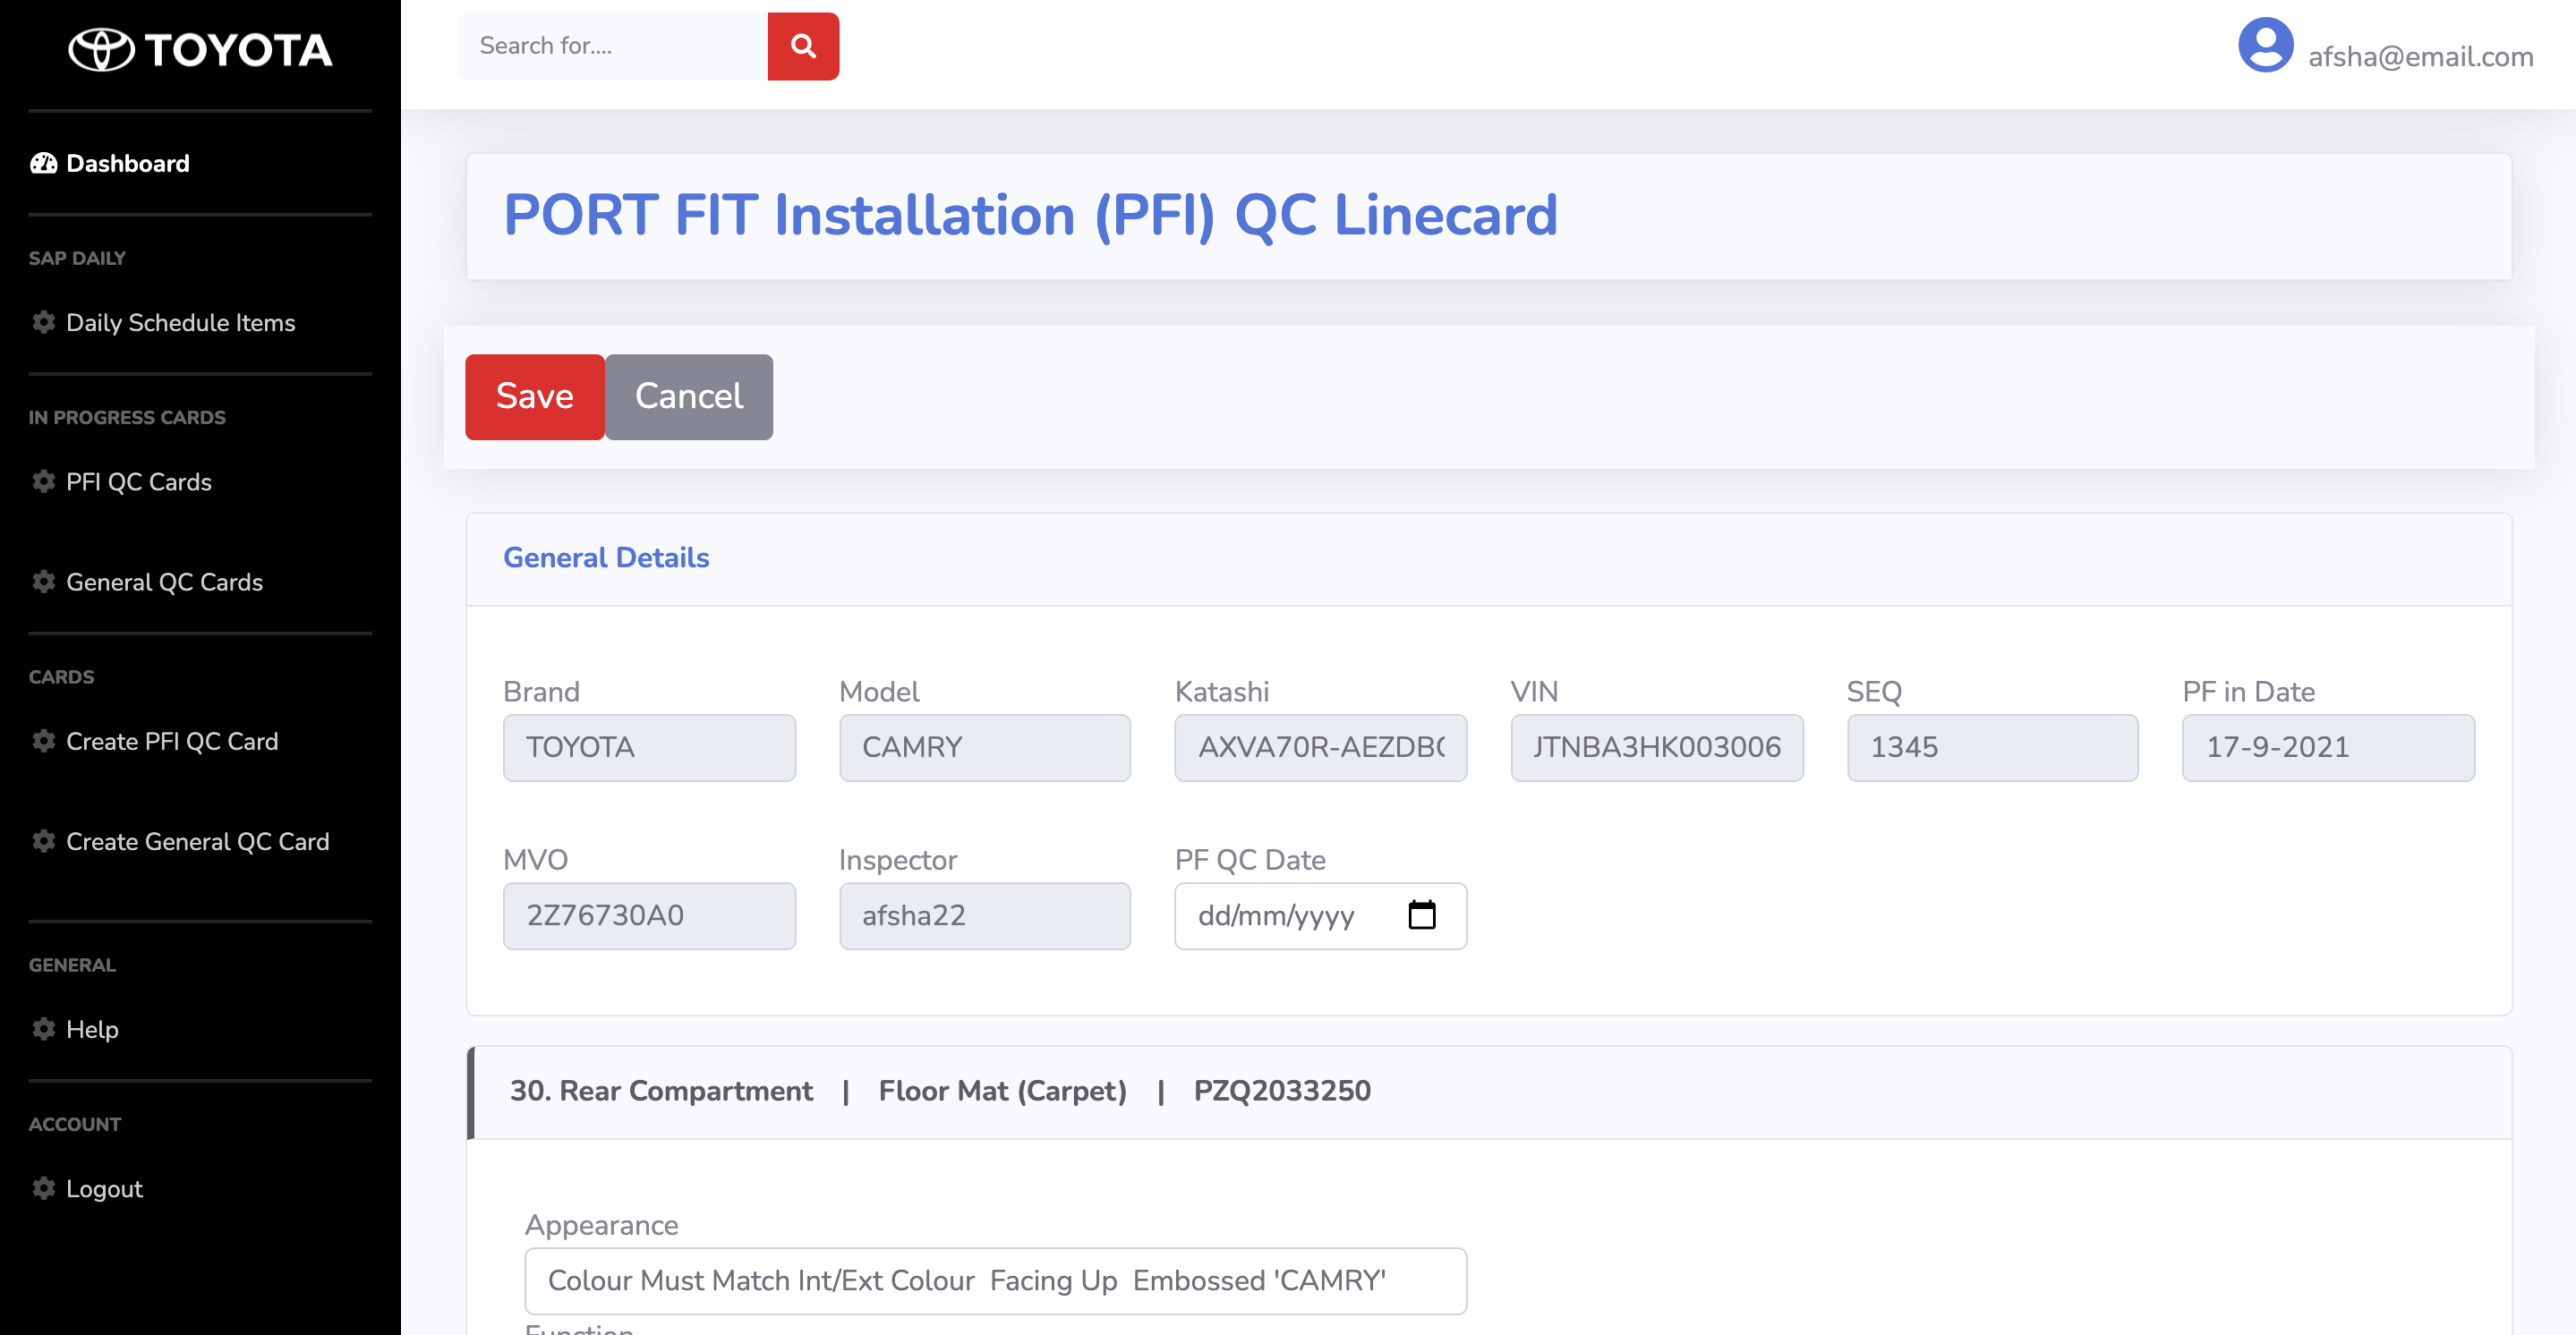 TOYOTA
Search for....
afsha@email.com
Dashboard
SAP DAILY
Daily Schedule Items
IN PROGRESS CARDS
PFI QC Cards
General QC Cards
CARDS
Create PFI QC Card
Create General QC Card
GENERAL
Help
ACCOUNT
Logout
PORT FIT Installation (PFI) QC Linecard
Save Cancel
General Details
Brand Model Katashi VIN SEQ PF in Date
TOYOTA CAMRY AXVA70R-AEZDB JTNBA3HK003006 1345 17-9-2021
MVO Inspector PF QC Date
2Z76730A0 afsha22 dd/mm/yyyy
30. Rear Compartment | Floor Mat (Carpet) | PZQ2033250
Appearance
Colour Must Match Int/Ext Colour Facing Up Embossed 'CAMRY'
Function